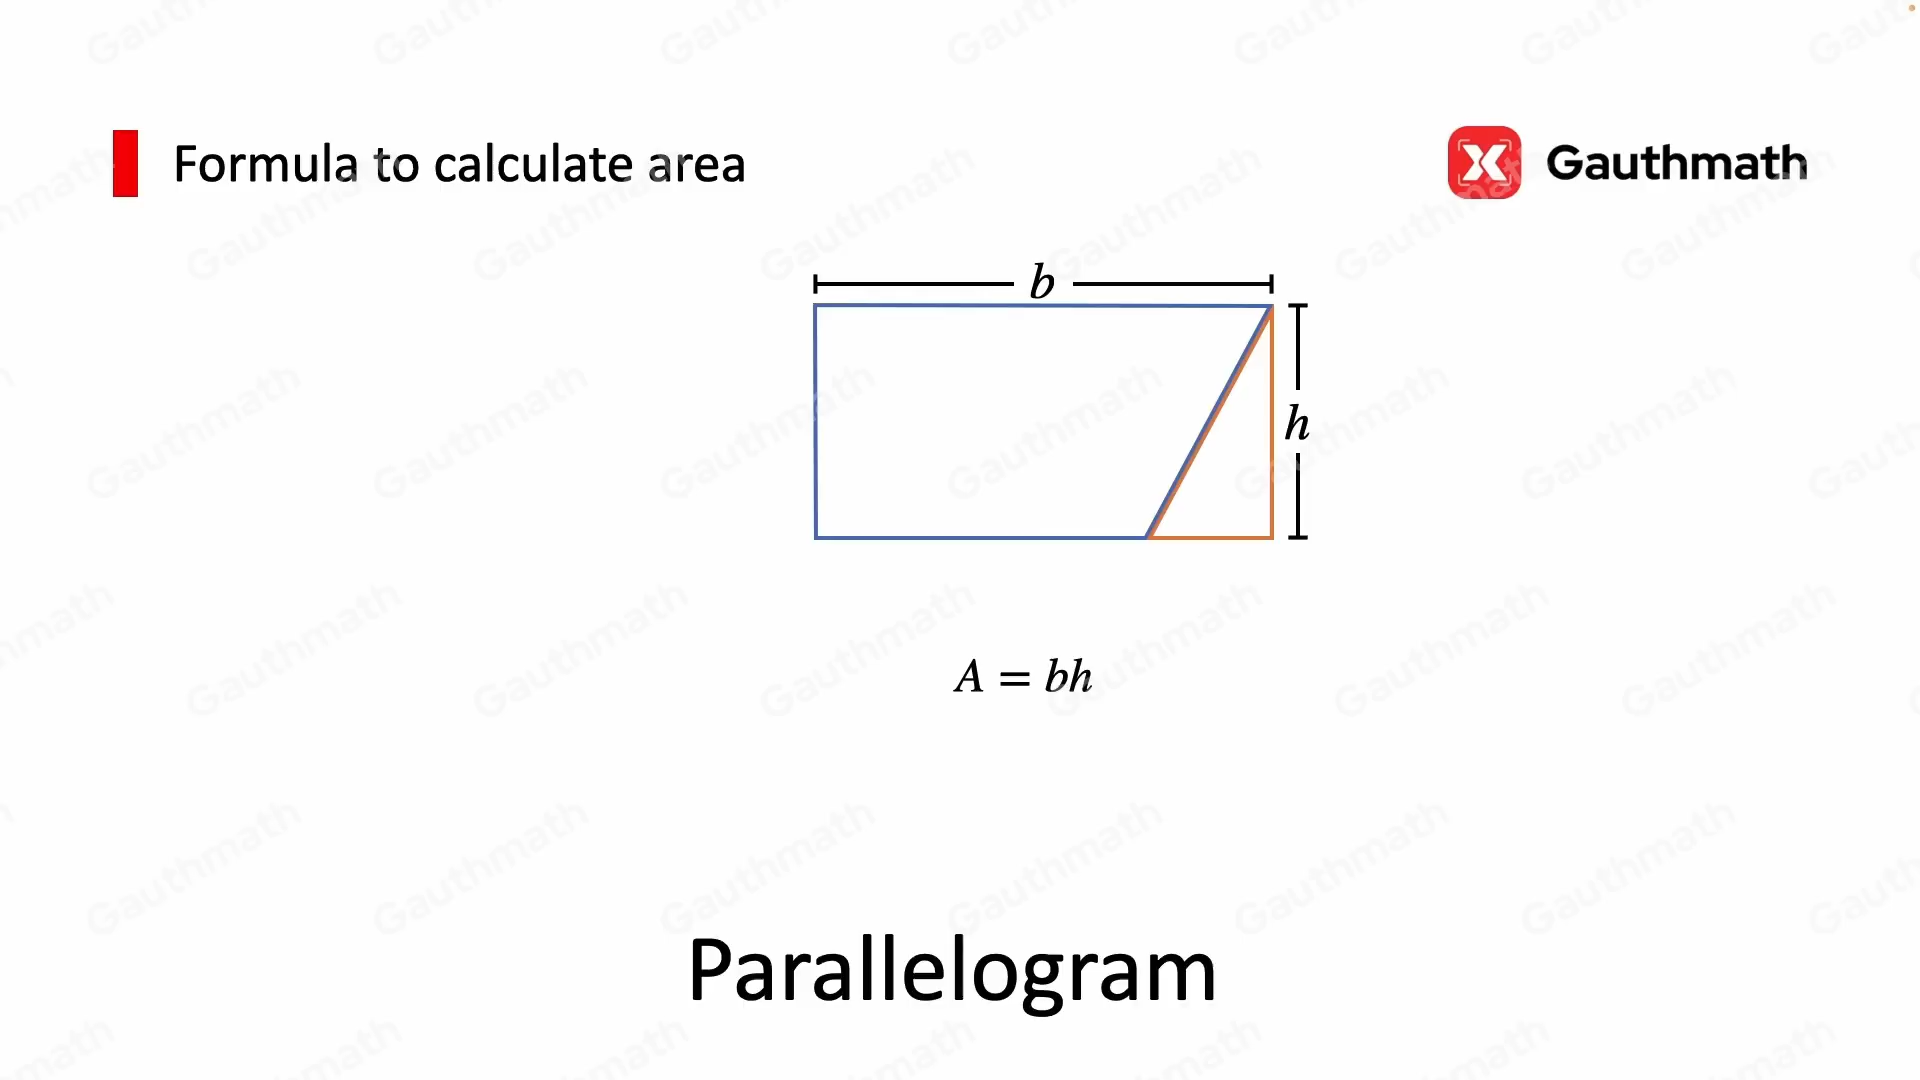 Formula to calculate area
Gauthmath
b
h
A = bh
Parallelogram